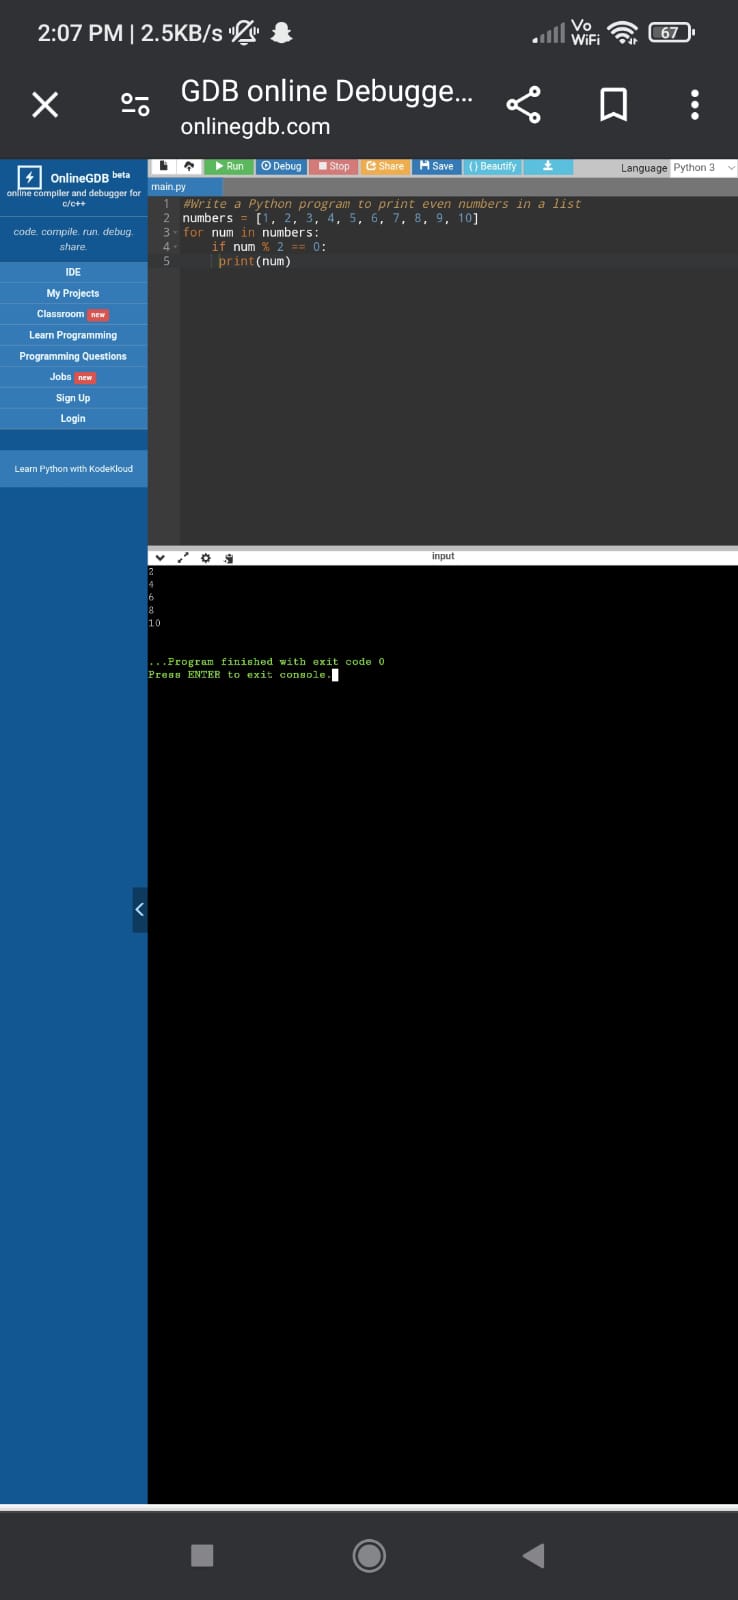 2:07 PM | 2.5KB/s
Vo
WiFi
67
GDB online Debugge...
onlinegdb.com
OnlineGDB beta
online compiler and debugger for
c/c++
code. compile. run. debug.
share.
IDE
My Projects
Classroom new
Learn Programming
Programming Questions
Jobs new
Sign Up
Login
Learn Python with KodeKloud
Run Debug Stop Share Save {} Beautify Language Python 3
main.py
1 #Write a Python program to print even numbers in a list
2 numbers = [1, 2, 3, 4, 5, 6, 7, 8, 9, 10]
3 for num in numbers:
4     if num % 2 == 0:
5      print(num)
input
2
4
6
8
10
...Program finished with exit code 0
Press ENTER to exit console.